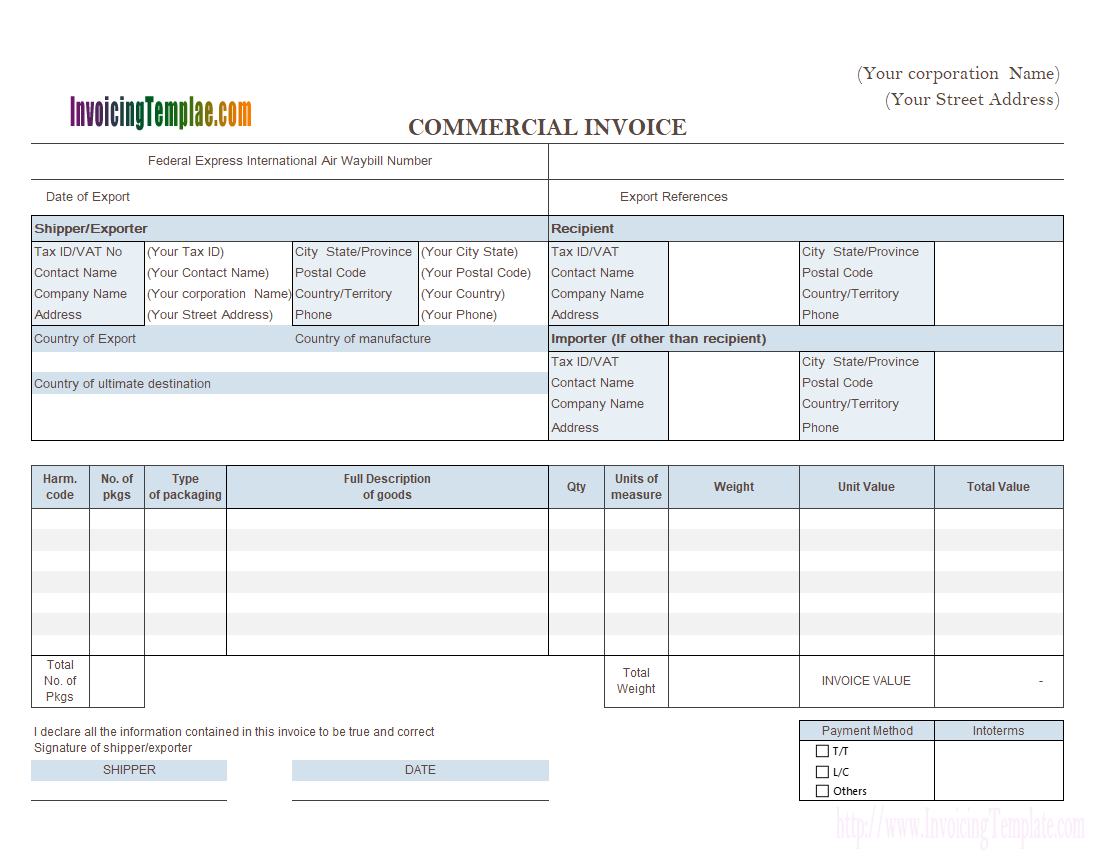 (Your corporation  Name)
(Your Street Address)
InvoicingTemplae.com
COMMERCIAL INVOICE
Federal Express International Air Waybill Number
Date of Export Export References
Shipper/Exporter Recipient
Tax ID/VAT No (Your Tax ID) City  State/Province (Your City State) Tax ID/VAT City  State/Province
Contact Name (Your Contact Name) Postal Code (Your Postal Code) Contact Name Postal Code
Company Name (Your corporation  Name) Country/Territory (Your Country) Company Name Country/Territory
Address (Your Street Address) Phone (Your Phone) Address Phone
Country of Export Country of manufacture Importer (If other than recipient)
Tax ID/VAT City  State/Province
Country of ultimate destination Contact Name Postal Code
Company Name Country/Territory
Address Phone
Harm. No. of Type Full Description Units of
code pkgs of packaging of goods Qty measure Weight Unit Value Total Value
Total
No. of
Pkgs
Total
Weight
INVOICE VALUE -
I declare all the information contained in this invoice to be true and correct
Signature of shipper/exporter
SHIPPER DATE
Payment Method Intoterms
T/T
L/C
Others
http://www.InvoicingTemplate.com